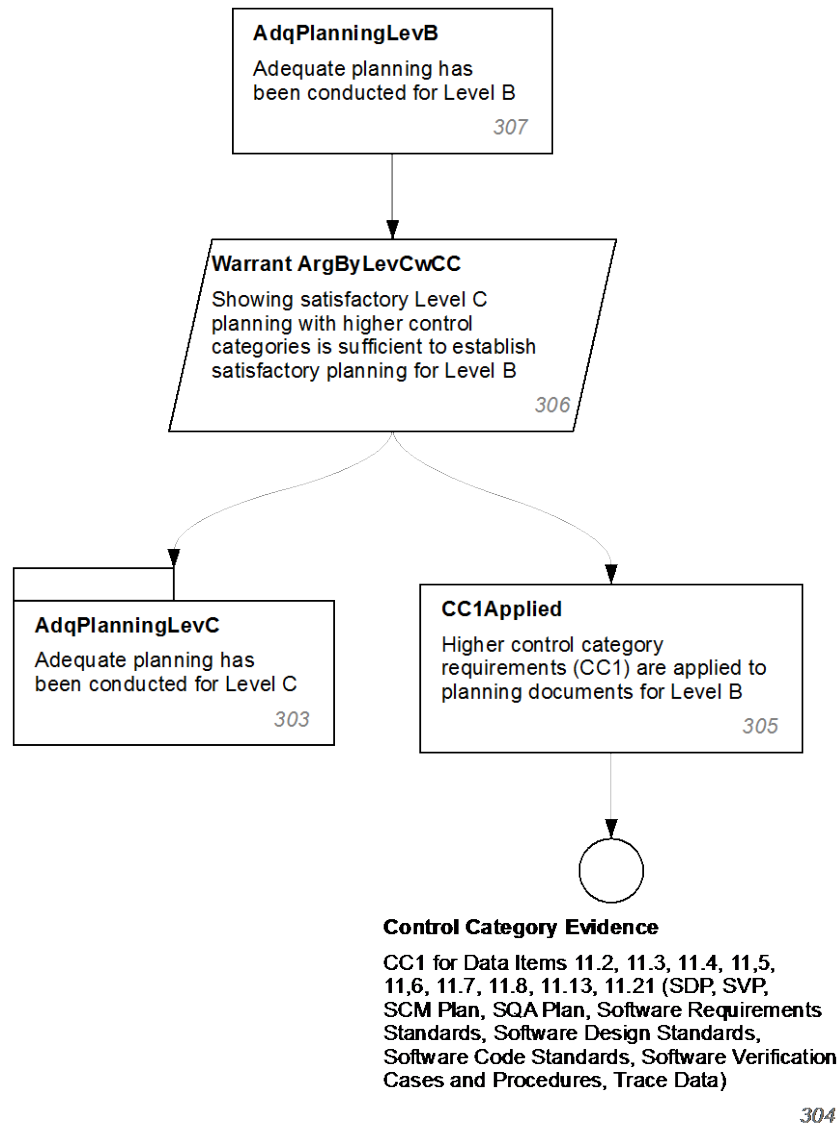 AdqPlanningLevB
Adequate planning has
been conducted for Level B
307
Warrant ArgByLevCwCC
Showing satisfactory Level C
planning with higher control
categories is sufficient to establish
satisfactory planning for Level B
306
AdqPlanningLevC
Adequate planning has
been conducted for Level C
303
CC1Applied
Higher control category
requirements (CC1) are applied to
planning documents for Level B
305
Control Category Evidence
CC1 for Data Items 11.2, 11.3, 11.4, 11,5,
11,6, 11.7, 11.8, 11.13, 11.21 (SDP, SVP,
SCM Plan, SQA Plan, Software Requirements
Standards, Software Design Standards,
Software Code Standards, Software Verification
Cases and Procedures, Trace Data)
304